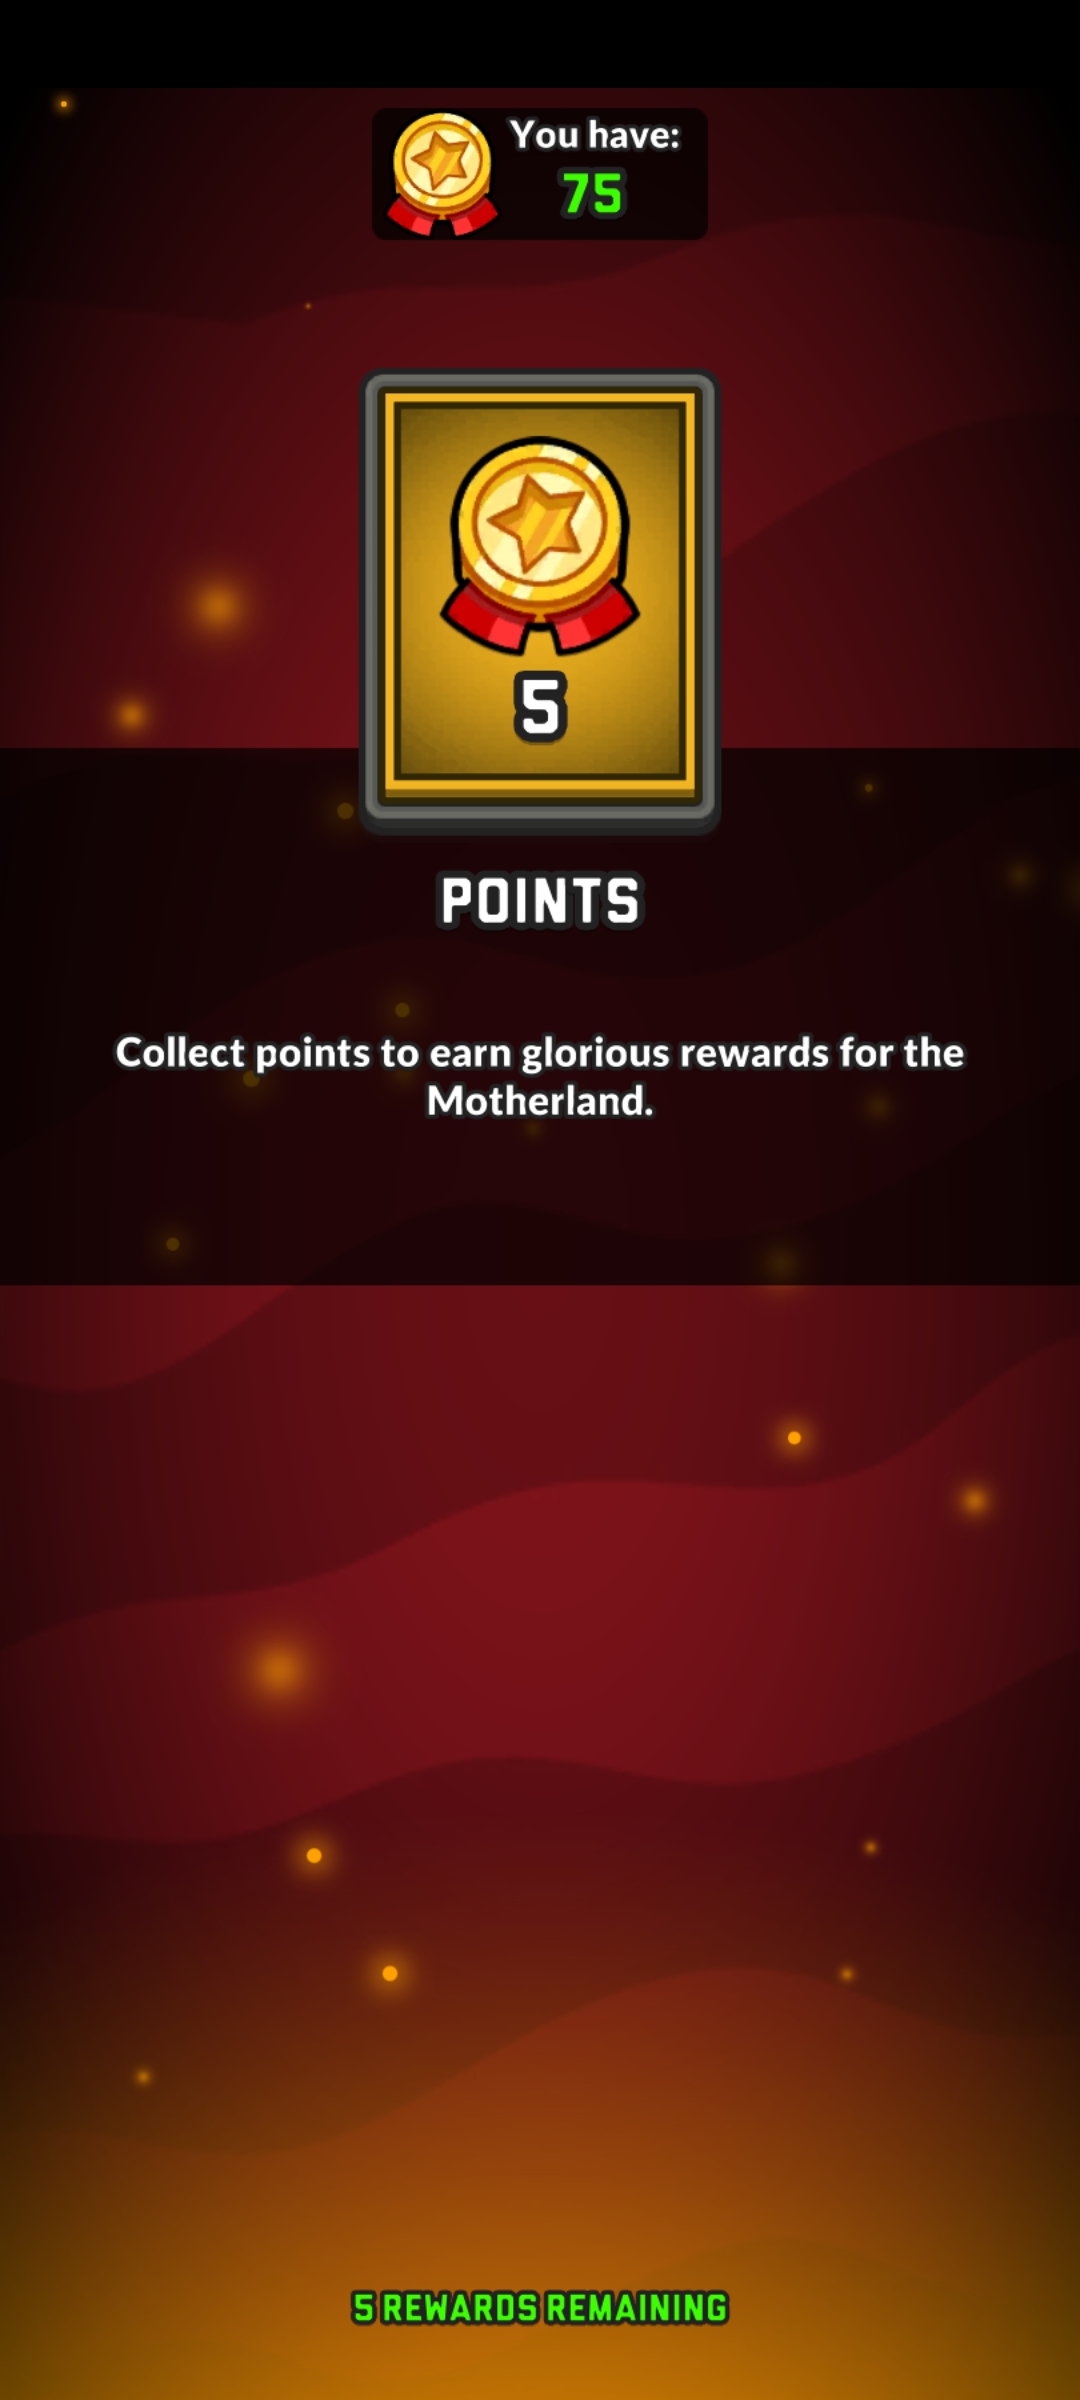 You have:
75
5
POINTS
Collect points to earn glorious rewards for the
Motherland.
5 REWARDS REMAINING